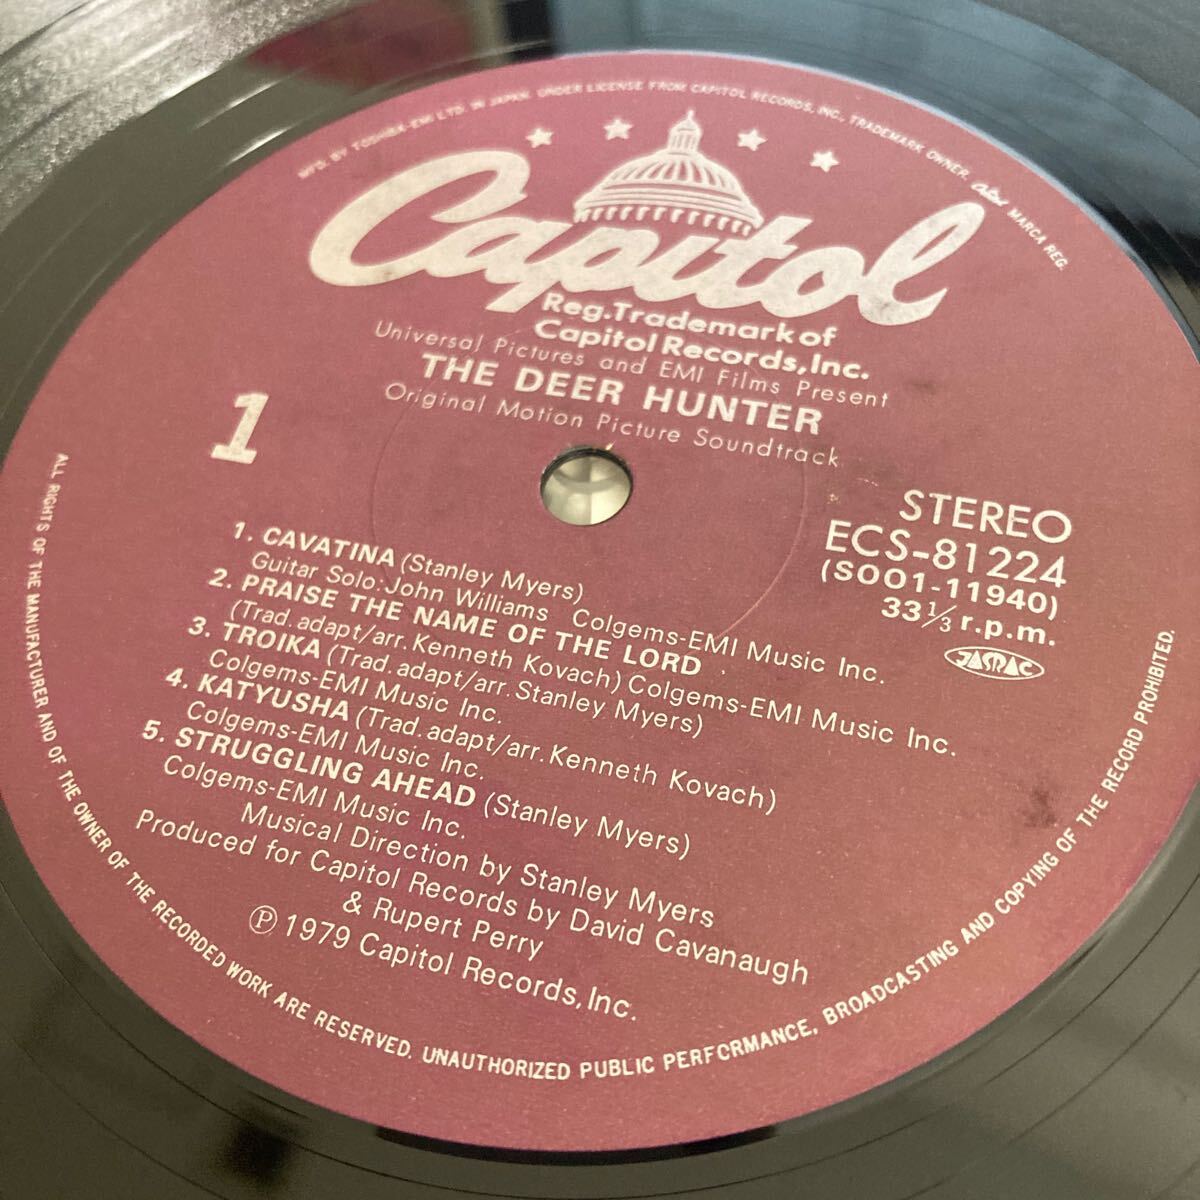 MFG. BY TOSHIBA-EMI LTD. IN JAPAN. UNDER LICENSE FROM CAPITOL RECORDS, INC., TRADEMARK OWNER. MARCA REG.
Capitol
Reg.Trademark of
Capitol Records,Inc.
Universal Pictures and EMI Films Present
THE DEER HUNTER
Original Motion Picture Soundtrack
1
STEREO
ECS-81224
(S001-11940)
33⅓ r.p.m.
JASRAC
1. CAVATINA (Stanley Myers)
Guitar Solo: John Williams Colgems-EMI Music Inc.
2. PRAISE THE NAME OF THE LORD
(Trad. adapt/arr. Kenneth Kovach) Colgems-EMI Music Inc.
3. TROIKA (Trad. adapt/arr. Stanley Myers)
Colgems-EMI Music Inc.
4. KATYUSHA (Trad. adapt/arr. Kenneth Kovach)
Colgems-EMI Music Inc.
5. STRUGGLING AHEAD (Stanley Myers)
Colgems-EMI Music Inc.
Musical Direction by Stanley Myers
Produced for Capitol Records by David Cavanaugh
& Rupert Perry
℗ 1979 Capitol Records, Inc.
ALL RIGHTS OF THE MANUFACTURER AND OF THE OWNER OF THE RECORDED WORK ARE RESERVED. UNAUTHORIZED PUBLIC PERFORMANCE, BROADCASTING AND COPYING OF THE RECORD PROHIBITED.